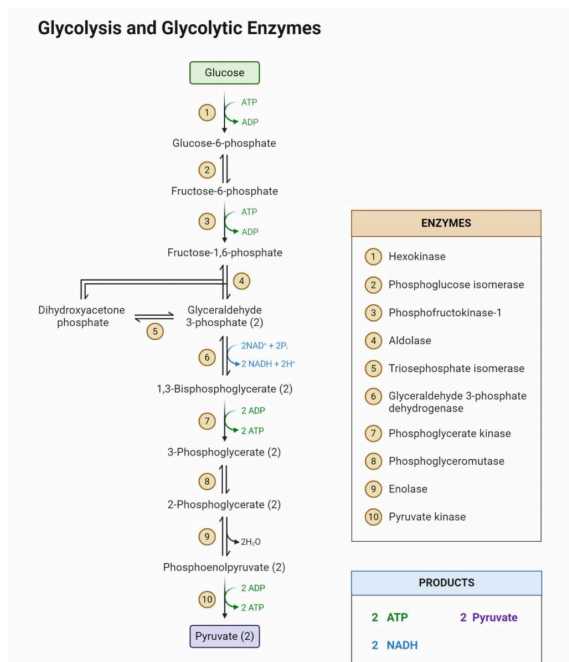 Glycolysis and Glycolytic Enzymes
Glucose
1
ATP
ADP
Glucose-6-phosphate
2
Fructose-6-phosphate
3
ATP
ADP
Fructose-1,6-phosphate
4
Dihydroxyacetone
phosphate
5
Glyceraldehyde
3-phosphate (2)
6
2NAD⁺ + 2Pᵢ
2 NADH + 2H⁺
1,3-Bisphosphoglycerate (2)
7
2 ADP
2 ATP
3-Phosphoglycerate (2)
8
2-Phosphoglycerate (2)
9
2H₂O
Phosphoenolpyruvate (2)
10
2 ADP
2 ATP
Pyruvate (2)
ENZYMES
1 Hexokinase
2 Phosphoglucose isomerase
3 Phosphofructokinase-1
4 Aldolase
5 Triosephosphate isomerase
6 Glyceraldehyde 3-phosphate
dehydrogenase
7 Phosphoglycerate kinase
8 Phosphoglyceromutase
9 Enolase
10 Pyruvate kinase
PRODUCTS
2 ATP 2 Pyruvate
2 NADH